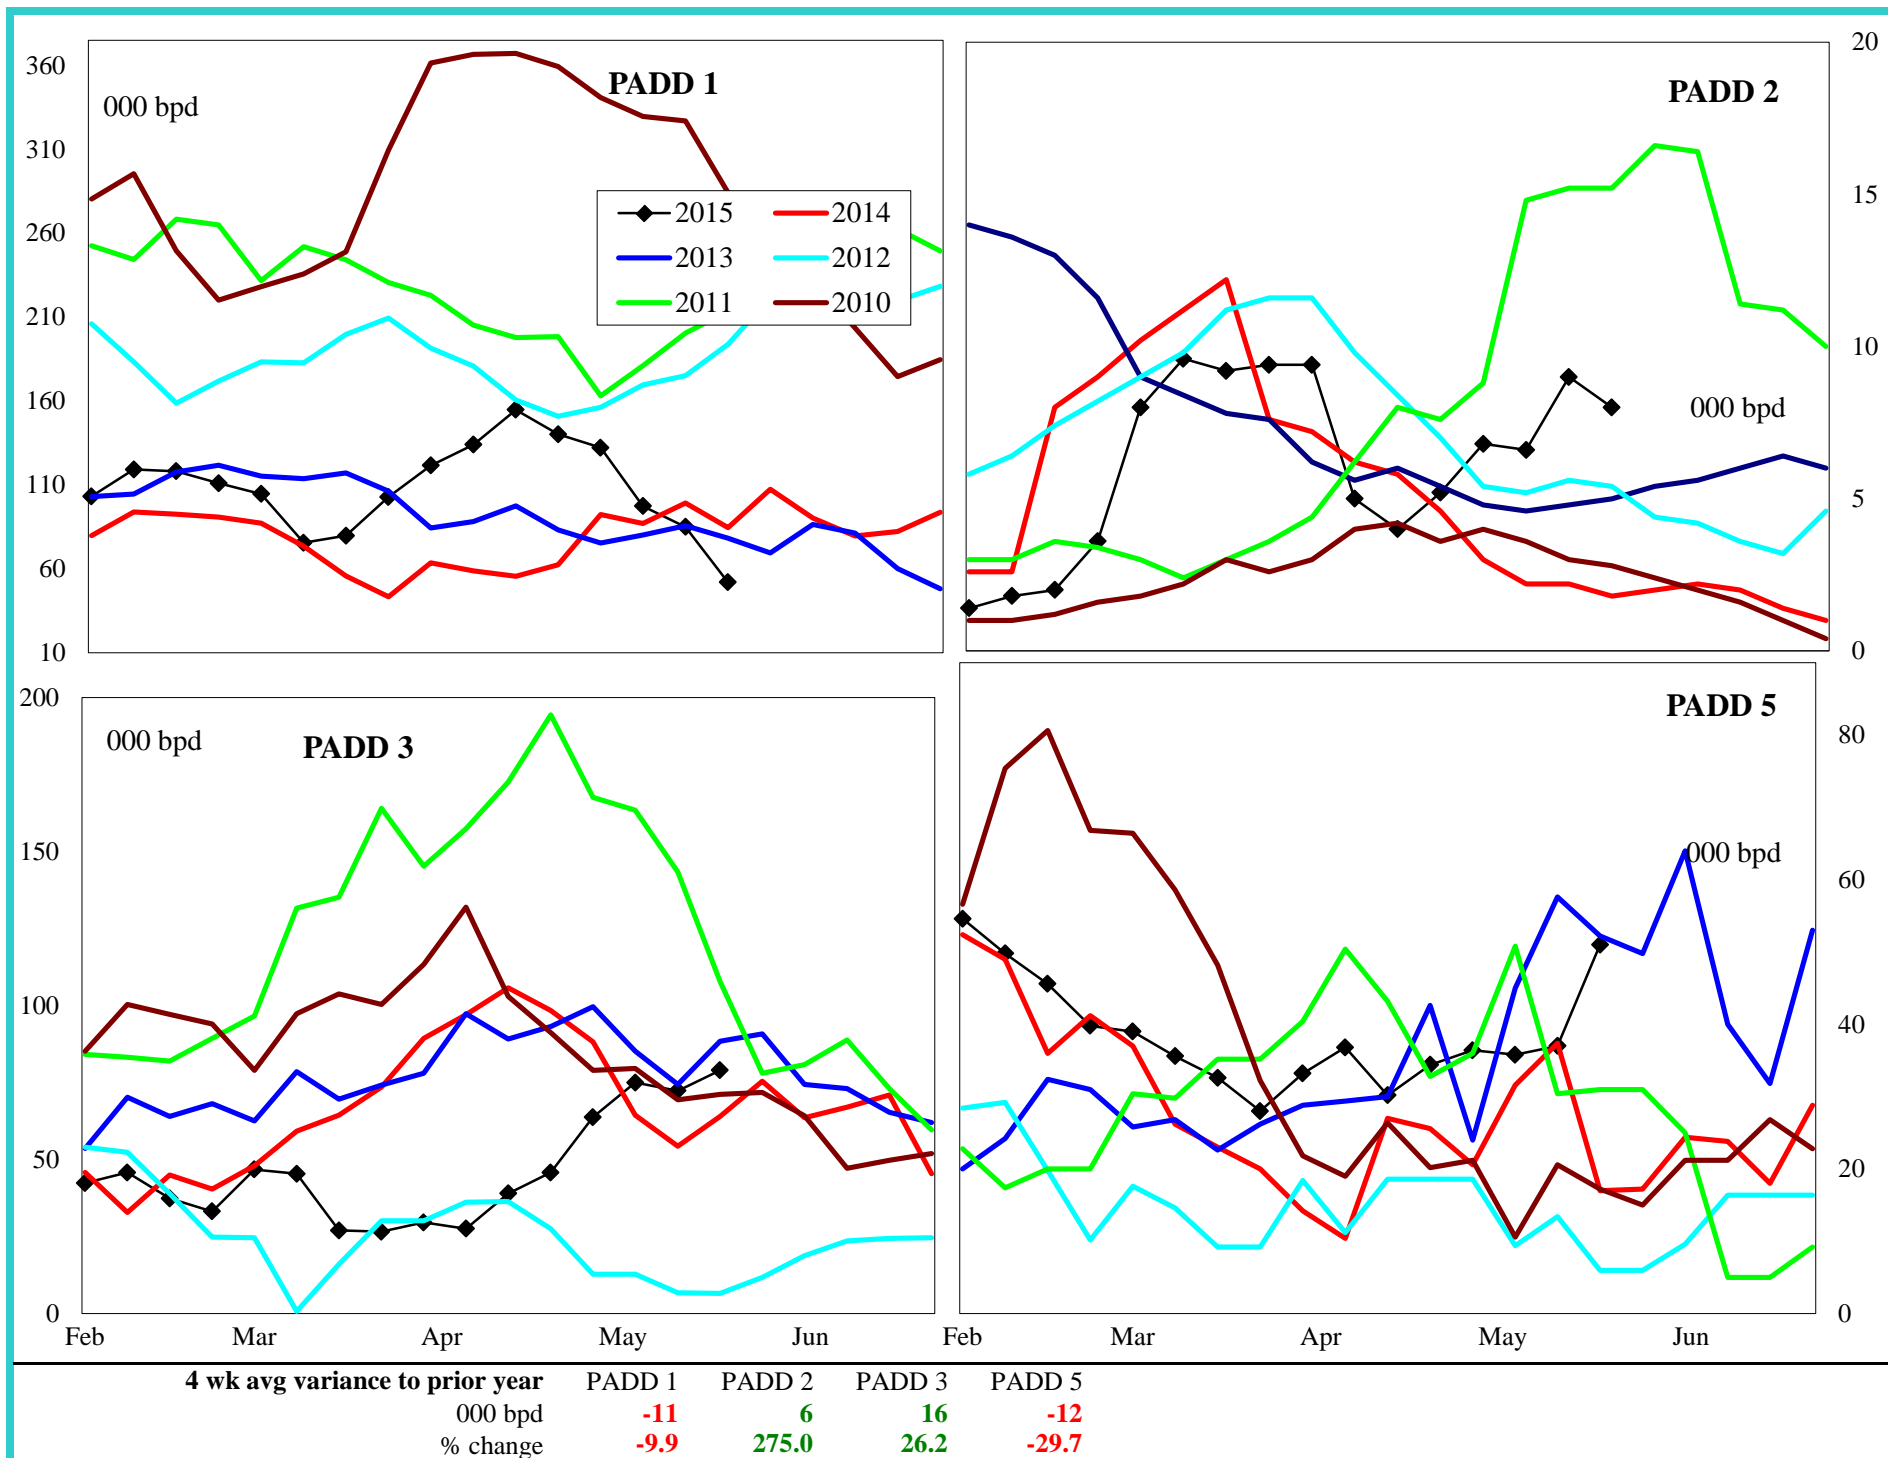 360
310
260
210
160
110
60
10
000 bpd
PADD 1
2015 2014
2013 2012
2011 2010
PADD 2
20
15
10
5
0
000 bpd
200
150
100
50
0
000 bpd
PADD 3
Feb Mar Apr May Jun
PADD 5
80
60
40
20
0
000 bpd
Feb Mar Apr May Jun
4 wk avg variance to prior year PADD 1 PADD 2 PADD 3 PADD 5
000 bpd -11 6 16 -12
% change -9.9 275.0 26.2 -29.7